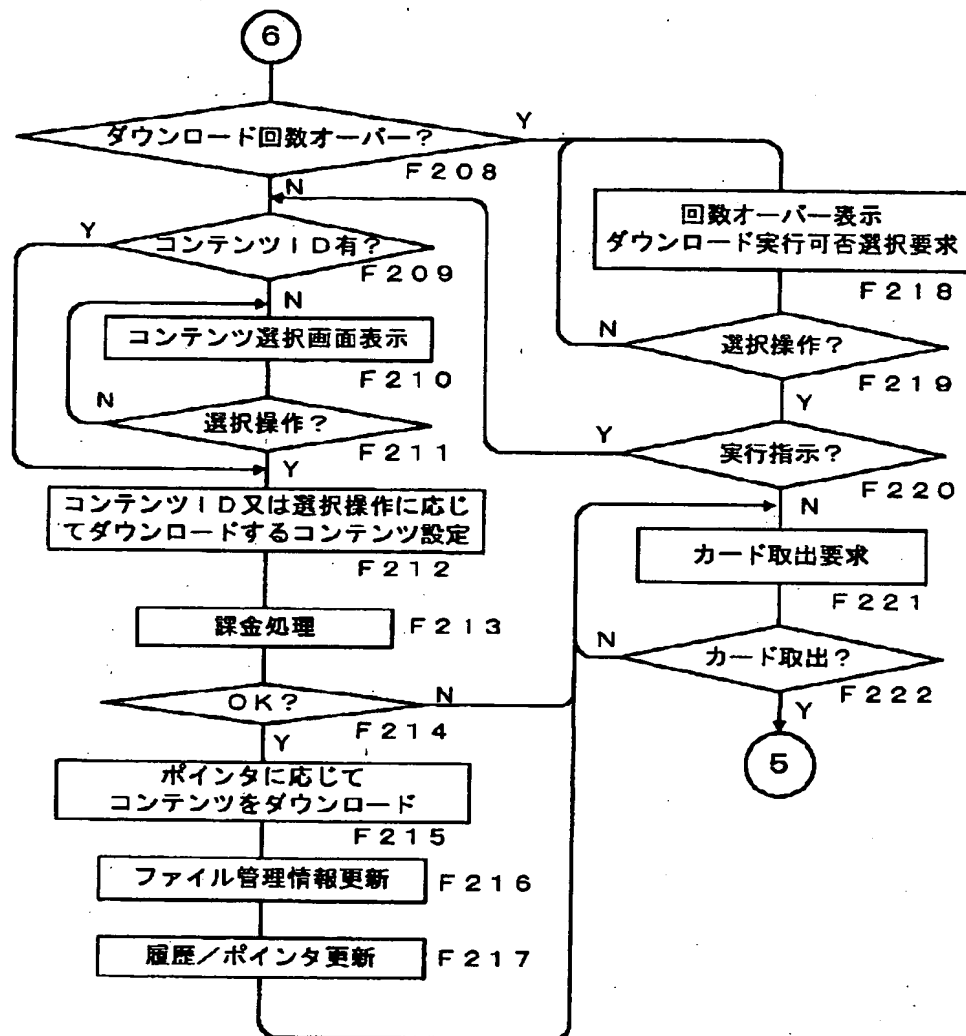 6
ダウンロード回数オーバー?
Y
F208
N
Y
コンテンツID有?
F209
N
コンテンツ選択画面表示
F210
N
選択操作?
F211
Y
コンテンツID又は選択操作に応じ
てダウンロードするコンテンツ設定
F212
課金処理
F213
OK?
N
F214
Y
ポインタに応じて
コンテンツをダウンロード
F215
ファイル管理情報更新
F216
履歴/ポインタ更新
F217
回数オーバー表示
ダウンロード実行可否選択要求
F218
N
選択操作?
F219
Y
Y
実行指示?
F220
N
カード取出要求
F221
N
カード取出?
F222
Y
5